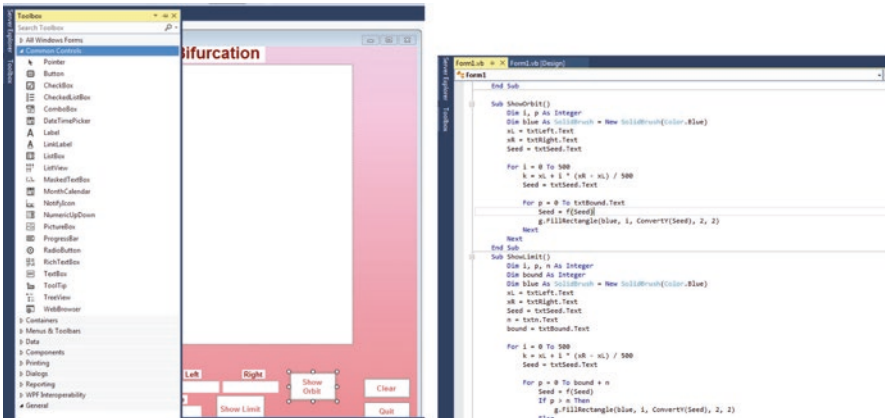 Server Explorer
Toolbox
Toolbox
Search Toolbox
All Windows Forms
Common Controls
Pointer
Button
CheckBox
CheckedListBox
ComboBox
DateTimePicker
Label
LinkLabel
ListBox
ListView
MaskedTextBox
MonthCalendar
NotifyIcon
NumericUpDown
PictureBox
ProgressBar
RadioButton
RichTextBox
TextBox
ToolTip
TreeView
WebBrowser
Containers
Menus & Toolbars
Data
Components
Printing
Dialogs
Reporting
WPF Interoperability
General
ifurcation
Left
Right
Show Orbit
Clear
Show Limit
Quit
Server Explorer
Toolbox
Form1.vb
Form1.vb [Design]
Form1
End Sub
Sub ShowOrbit()
Dim i, p As Integer
Dim blue As SolidBrush = New SolidBrush(Color.Blue)
xL = txtLeft.Text
xR = txtRight.Text
Seed = txtSeed.Text
For i = 0 To 500
k = xL + i * (xR - xL) / 500
Seed = txtSeed.Text
For p = 0 To txtBound.Text
Seed = f(Seed)
g.FillRectangle(blue, i, ConvertY(Seed), 2, 2)
Next
Next
End Sub
Sub ShowLimit()
Dim i, p, n As Integer
Dim bound As Integer
Dim blue As SolidBrush = New SolidBrush(Color.Blue)
xL = txtLeft.Text
xR = txtRight.Text
Seed = txtSeed.Text
n = txtn.Text
bound = txtBound.Text
For i = 0 To 500
k = xL + i * (xR - xL) / 500
Seed = txtSeed.Text
For p = 0 To bound + n
Seed = f(Seed)
If p > n Then
g.FillRectangle(blue, i, ConvertY(Seed), 2, 2)